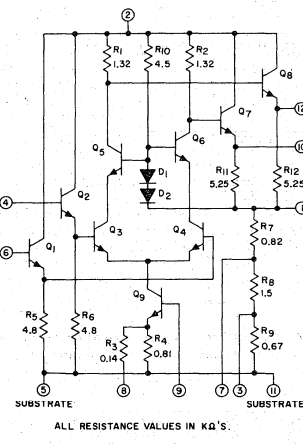 2
R1
1.32
R10
4.5
R2
1.32
Q8
Q7
12
Q5
Q6
10
D1
R11
5.25
R12
5.25
D2
4
Q2
1
Q3
Q4
R7
0.82
6
Q1
R8
1.5
Q9
R5
4.8
R6
4.8
R3
0.14
R4
0.81
R9
0.67
5
8
9
7
3
11
SUBSTRATE
SUBSTRATE
ALL RESISTANCE VALUES IN KΩ'S.